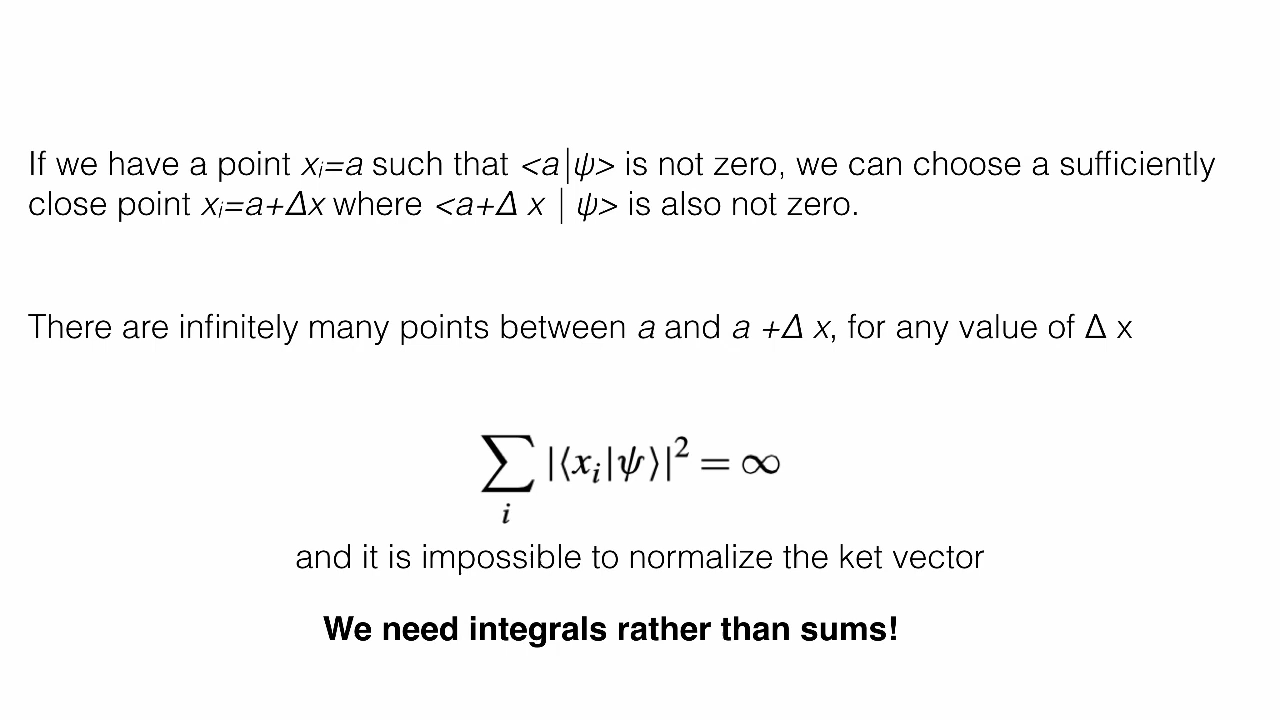 If we have a point xᵢ=a such that <a|ψ> is not zero, we can choose a sufficiently
close point xᵢ=a+Δx where <a+Δ x | ψ> is also not zero.
There are infinitely many points between a and a +Δ x, for any value of Δ x
∑ᵢ |⟨xᵢ|ψ⟩|² = ∞
and it is impossible to normalize the ket vector
We need integrals rather than sums!